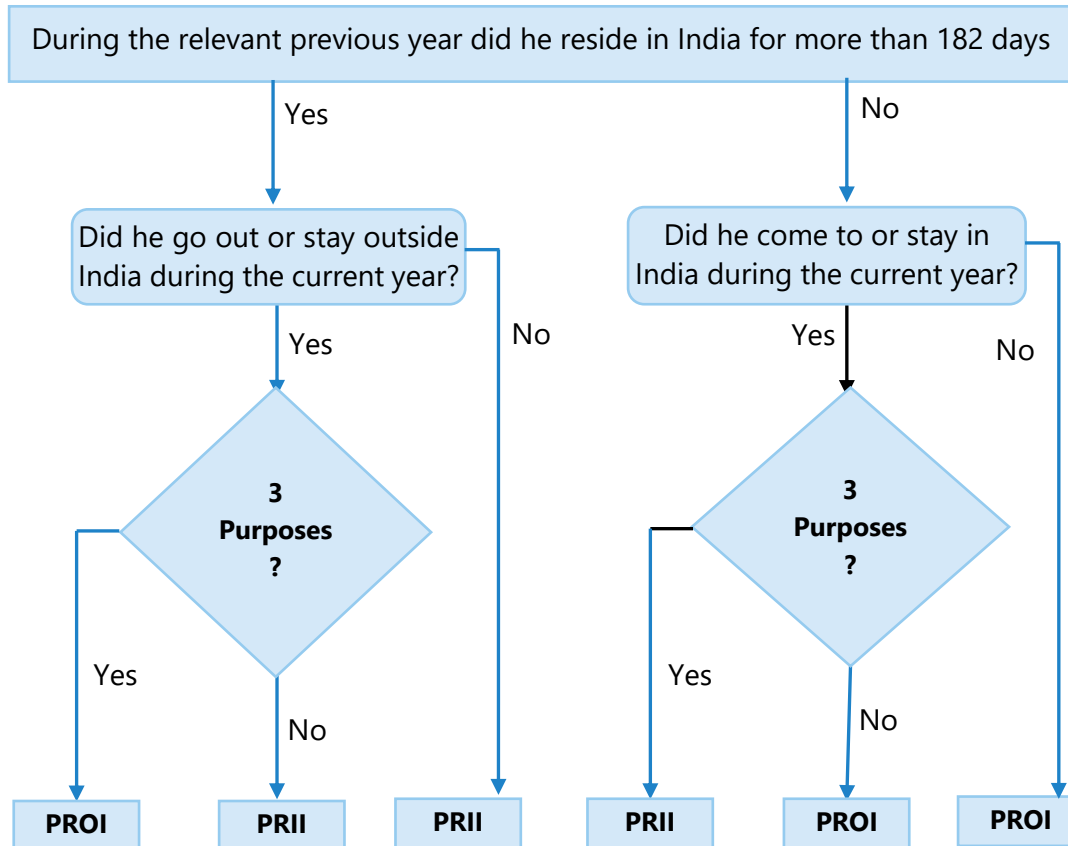 During the relevant previous year did he reside in India for more than 182 days
Yes
No
Did he go out or stay outside
India during the current year?
Did he come to or stay in
India during the current year?
Yes
No
Yes
No
3
Purposes
?
3
Purposes
?
Yes
No
Yes
No
PROI
PRII
PRII
PRII
PROI
PROI